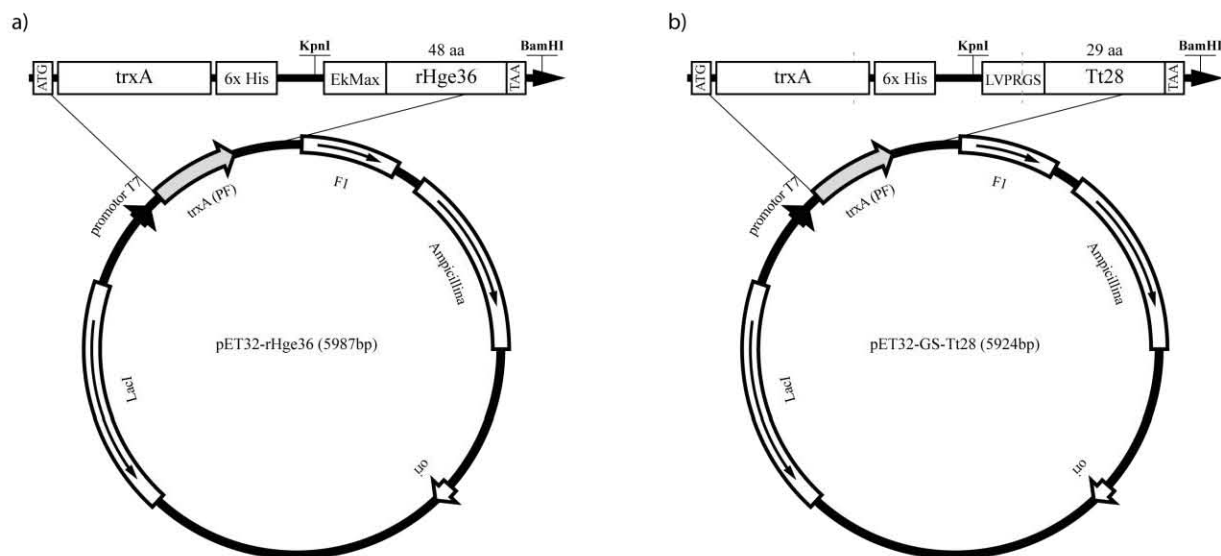 a)
KpnI
48 aa
BamHI
ATG
trxA
6x His
EkMax
rHge36
TAA
promotor T7
trxA (PF)
F1
Ampicillina
pET32-rHge36 (5987bp)
LacI
ori
b)
KpnI
29 aa
BamHI
ATG
trxA
6x His
LVPRGS
Tt28
TAA
promotor T7
trxA (PF)
F1
Ampicillina
pET32-GS-Tt28 (5924bp)
LacI
ori